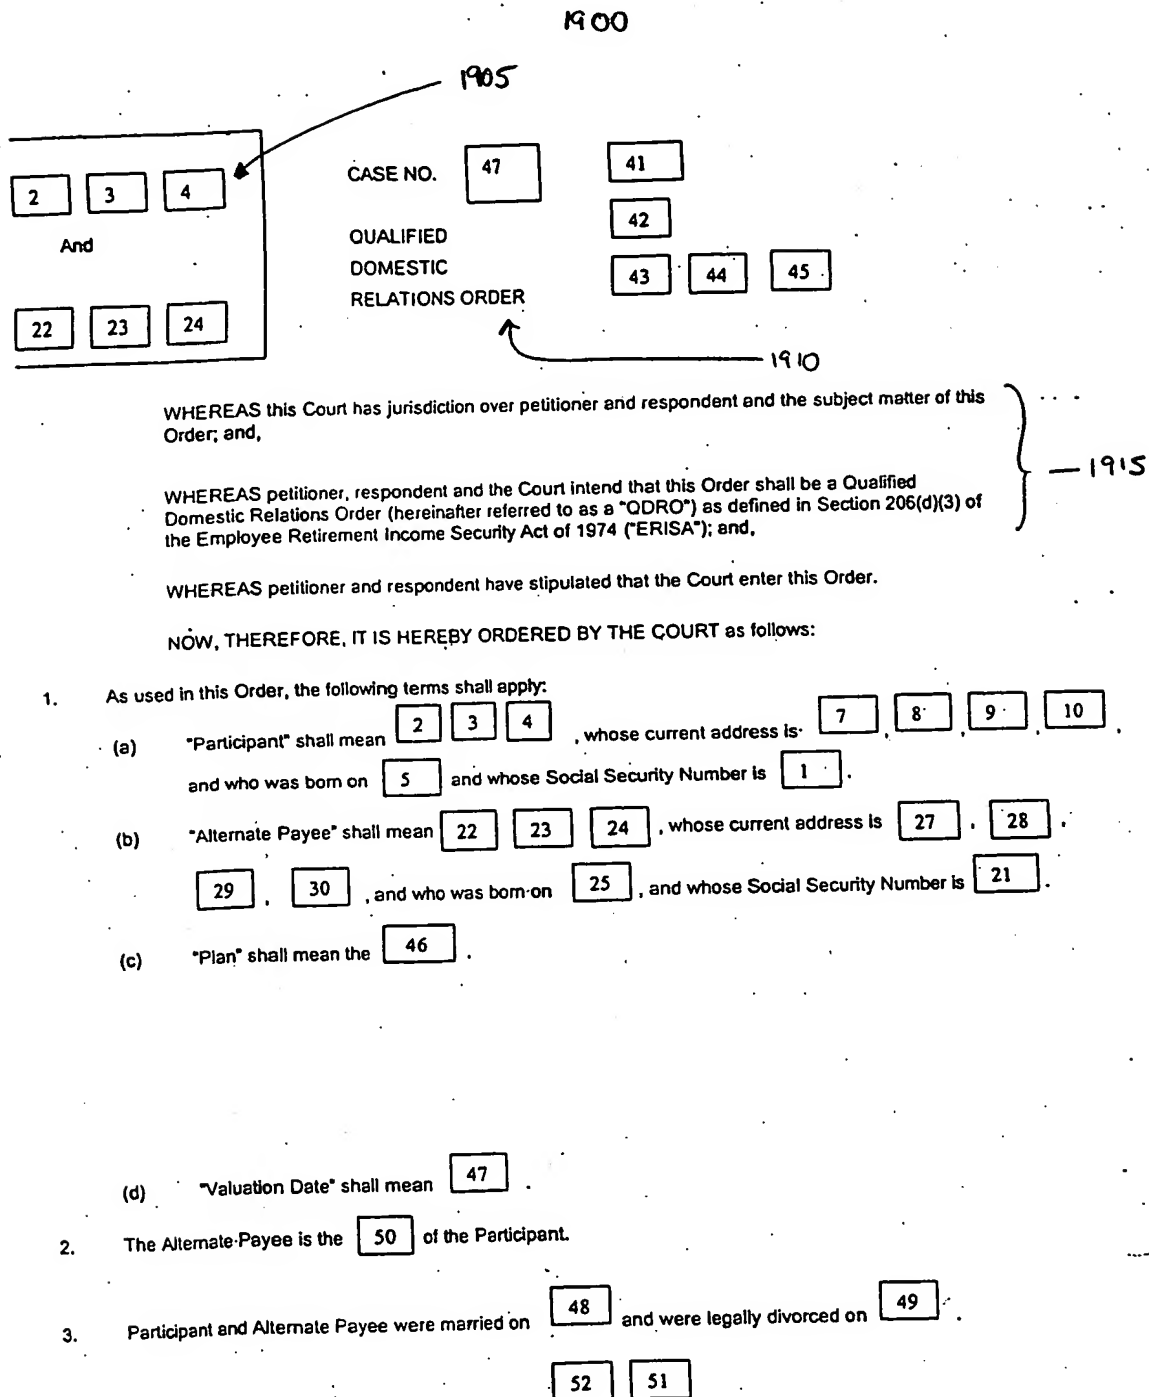 1900
1905
2 3 4
And
22 23 24
CASE NO. 47
QUALIFIED
DOMESTIC
RELATIONS ORDER
41
42
43 44 45
1910
WHEREAS this Court has jurisdiction over petitioner and respondent and the subject matter of this
Order; and,
WHEREAS petitioner, respondent and the Court intend that this Order shall be a Qualified
Domestic Relations Order (hereinafter referred to as a "QDRO") as defined in Section 206(d)(3) of
the Employee Retirement Income Security Act of 1974 ("ERISA"); and,
1915
WHEREAS petitioner and respondent have stipulated that the Court enter this Order.
NOW, THEREFORE, IT IS HEREBY ORDERED BY THE COURT as follows:
1. As used in this Order, the following terms shall apply:
(a) "Participant" shall mean 2 3 4 , whose current address is 7 , 8 , 9 , 10 ,
and who was born on 5 and whose Social Security Number is 1 .
(b) "Alternate Payee" shall mean 22 23 24 , whose current address is 27 , 28 ,
29 , 30 , and who was born on 25 , and whose Social Security Number is 21 .
(c) "Plan" shall mean the 46 .
(d) "Valuation Date" shall mean 47 .
2. The Alternate Payee is the 50 of the Participant.
3. Participant and Alternate Payee were married on 48 and were legally divorced on 49 .
52 51